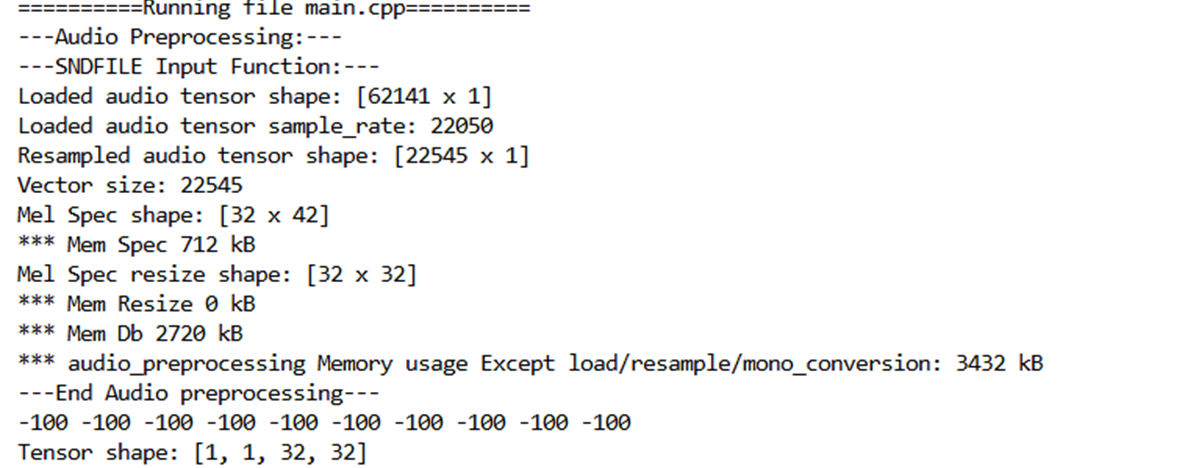 ==========Running file main.cpp==========
---Audio Preprocessing:---
---SNDFILE Input Function:---
Loaded audio tensor shape: [62141 x 1]
Loaded audio tensor sample_rate: 22050
Resampled audio tensor shape: [22545 x 1]
Vector size: 22545
Mel Spec shape: [32 x 42]
*** Mem Spec 712 kB
Mel Spec resize shape: [32 x 32]
*** Mem Resize 0 kB
*** Mem Db 2720 kB
*** audio_preprocessing Memory usage Except load/resample/mono_conversion: 3432 kB
---End Audio preprocessing---
-100 -100 -100 -100 -100 -100 -100 -100 -100 -100
Tensor shape: [1, 1, 32, 32]